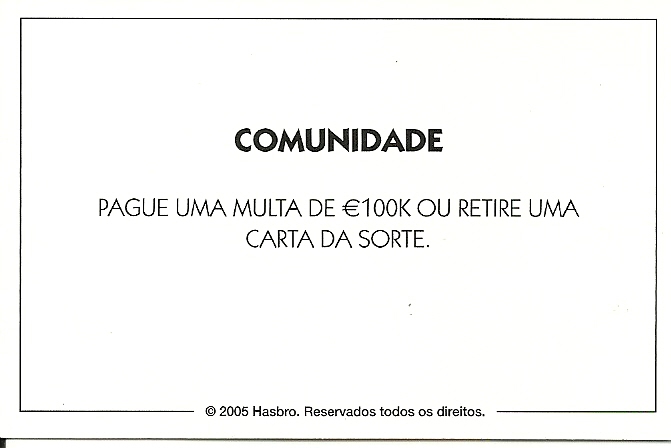 COMUNIDADE
PAGUE UMA MULTA DE €100K OU RETIRE UMA
CARTA DA SORTE.
© 2005 Hasbro. Reservados todos os direitos.